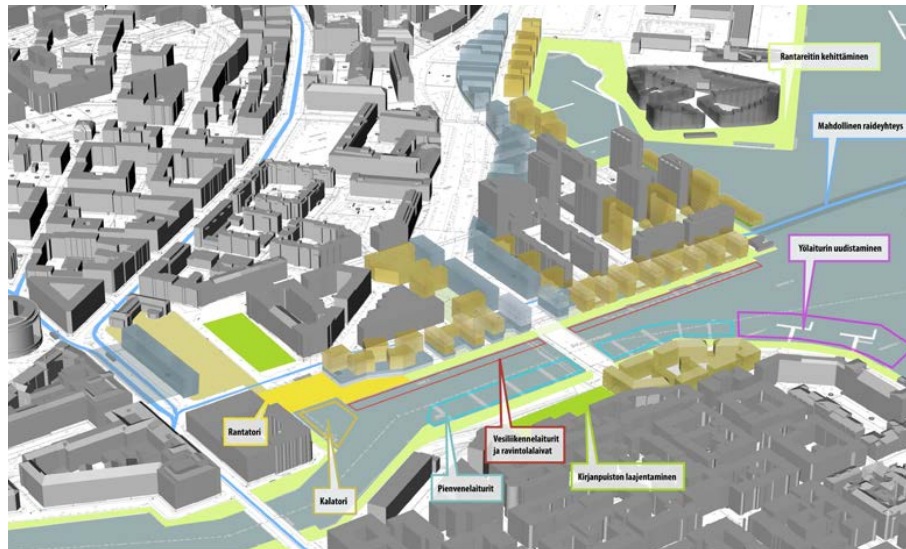 Rantareitin kehittäminen
Mahdollinen raideyhteys
Yölaiturin uudistaminen
Rantatori
Vesiliikennelaiturit
ja ravintolalaivat
Kirjanpuiston laajentaminen
Pienvenelaiturit
Kalatori